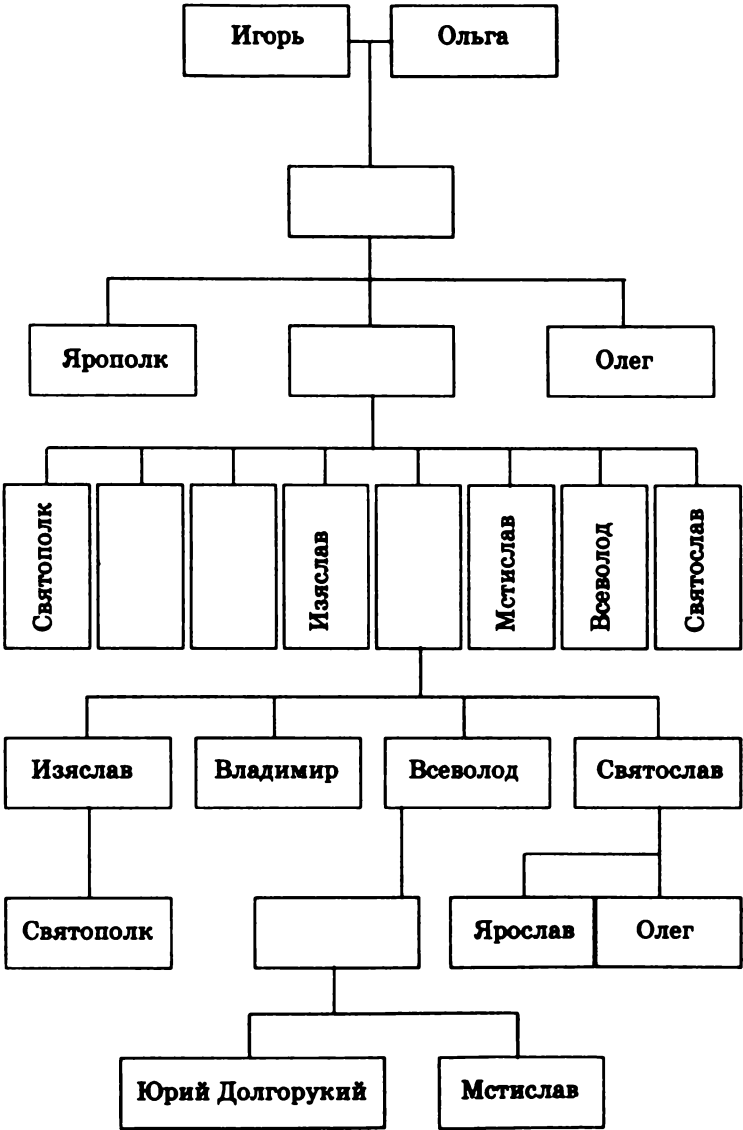 Игорь
Ольга
Ярополк
Олег
Святополк
Изяслав
Мстислав
Всеволод
Святослав
Изяслав
Владимир
Всеволод
Святослав
Святополк
Ярослав
Олег
Юрий Долгорукий
Мстислав